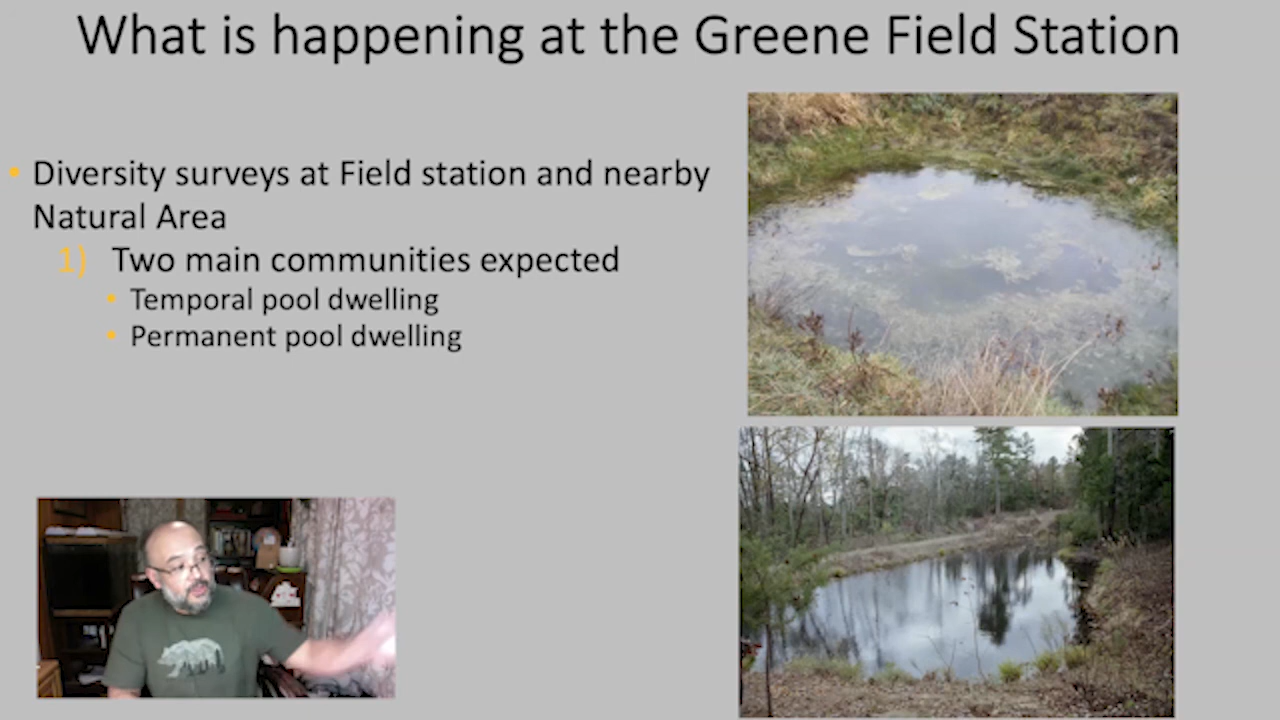 What is happening at the Greene Field Station
• Diversity surveys at Field station and nearby
Natural Area
1) Two main communities expected
• Temporal pool dwelling
• Permanent pool dwelling